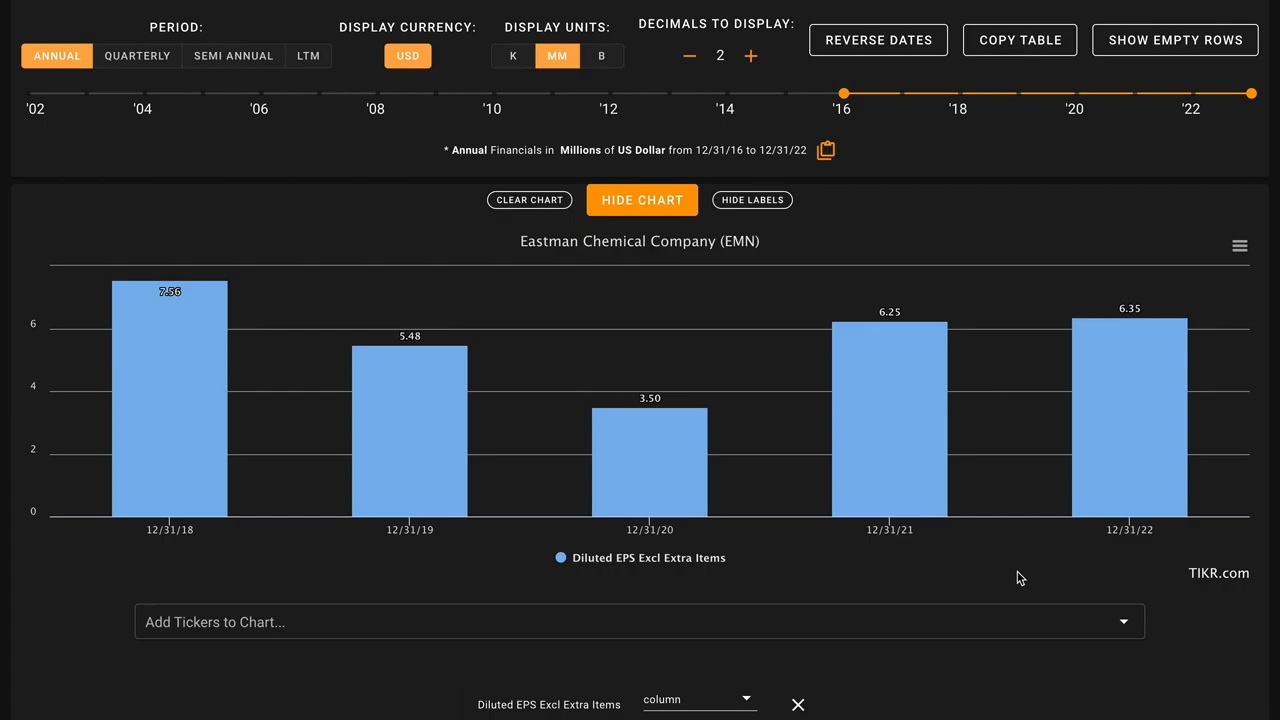 PERIOD:
DISPLAY CURRENCY:
DISPLAY UNITS:
DECIMALS TO DISPLAY:
ANNUAL
QUARTERLY
SEMI ANNUAL
LTM
USD
K
MM
B
2
REVERSE DATES
COPY TABLE
SHOW EMPTY ROWS
'02
'04
'06
'08
'10
'12
'14
'16
'18
'20
'22
* Annual Financials in Millions of US Dollar from 12/31/16 to 12/31/22
CLEAR CHART
HIDE CHART
HIDE LABELS
Eastman Chemical Company (EMN)
6
4
2
0
7.56
5.48
3.50
6.25
6.35
12/31/18
12/31/19
12/31/20
12/31/21
12/31/22
Diluted EPS Excl Extra Items
TIKR.com
Add Tickers to Chart...
Diluted EPS Excl Extra Items
column